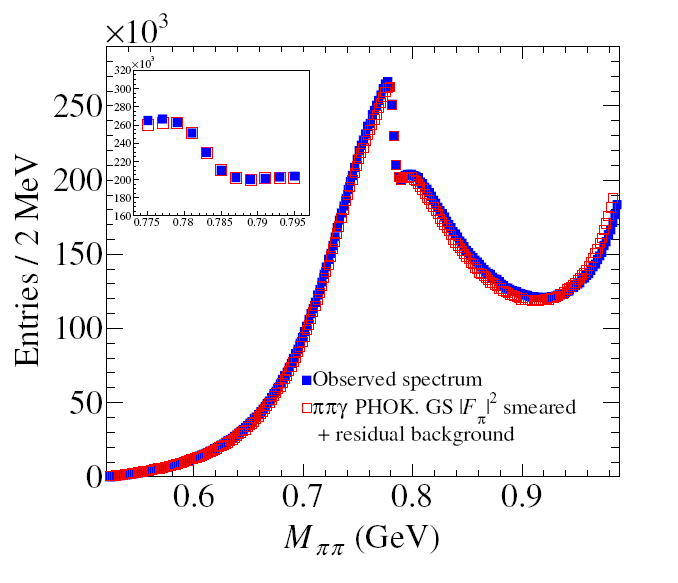 ×10³
Entries / 2 MeV
250
200
150
100
50
0
×10³
320
300
280
260
240
220
200
180
160
0.775 0.78 0.785 0.79 0.795
Observed spectrum
ππγ PHOK. GS |F_π|² smeared
+ residual background
0.6 0.7 0.8 0.9
M_ππ (GeV)